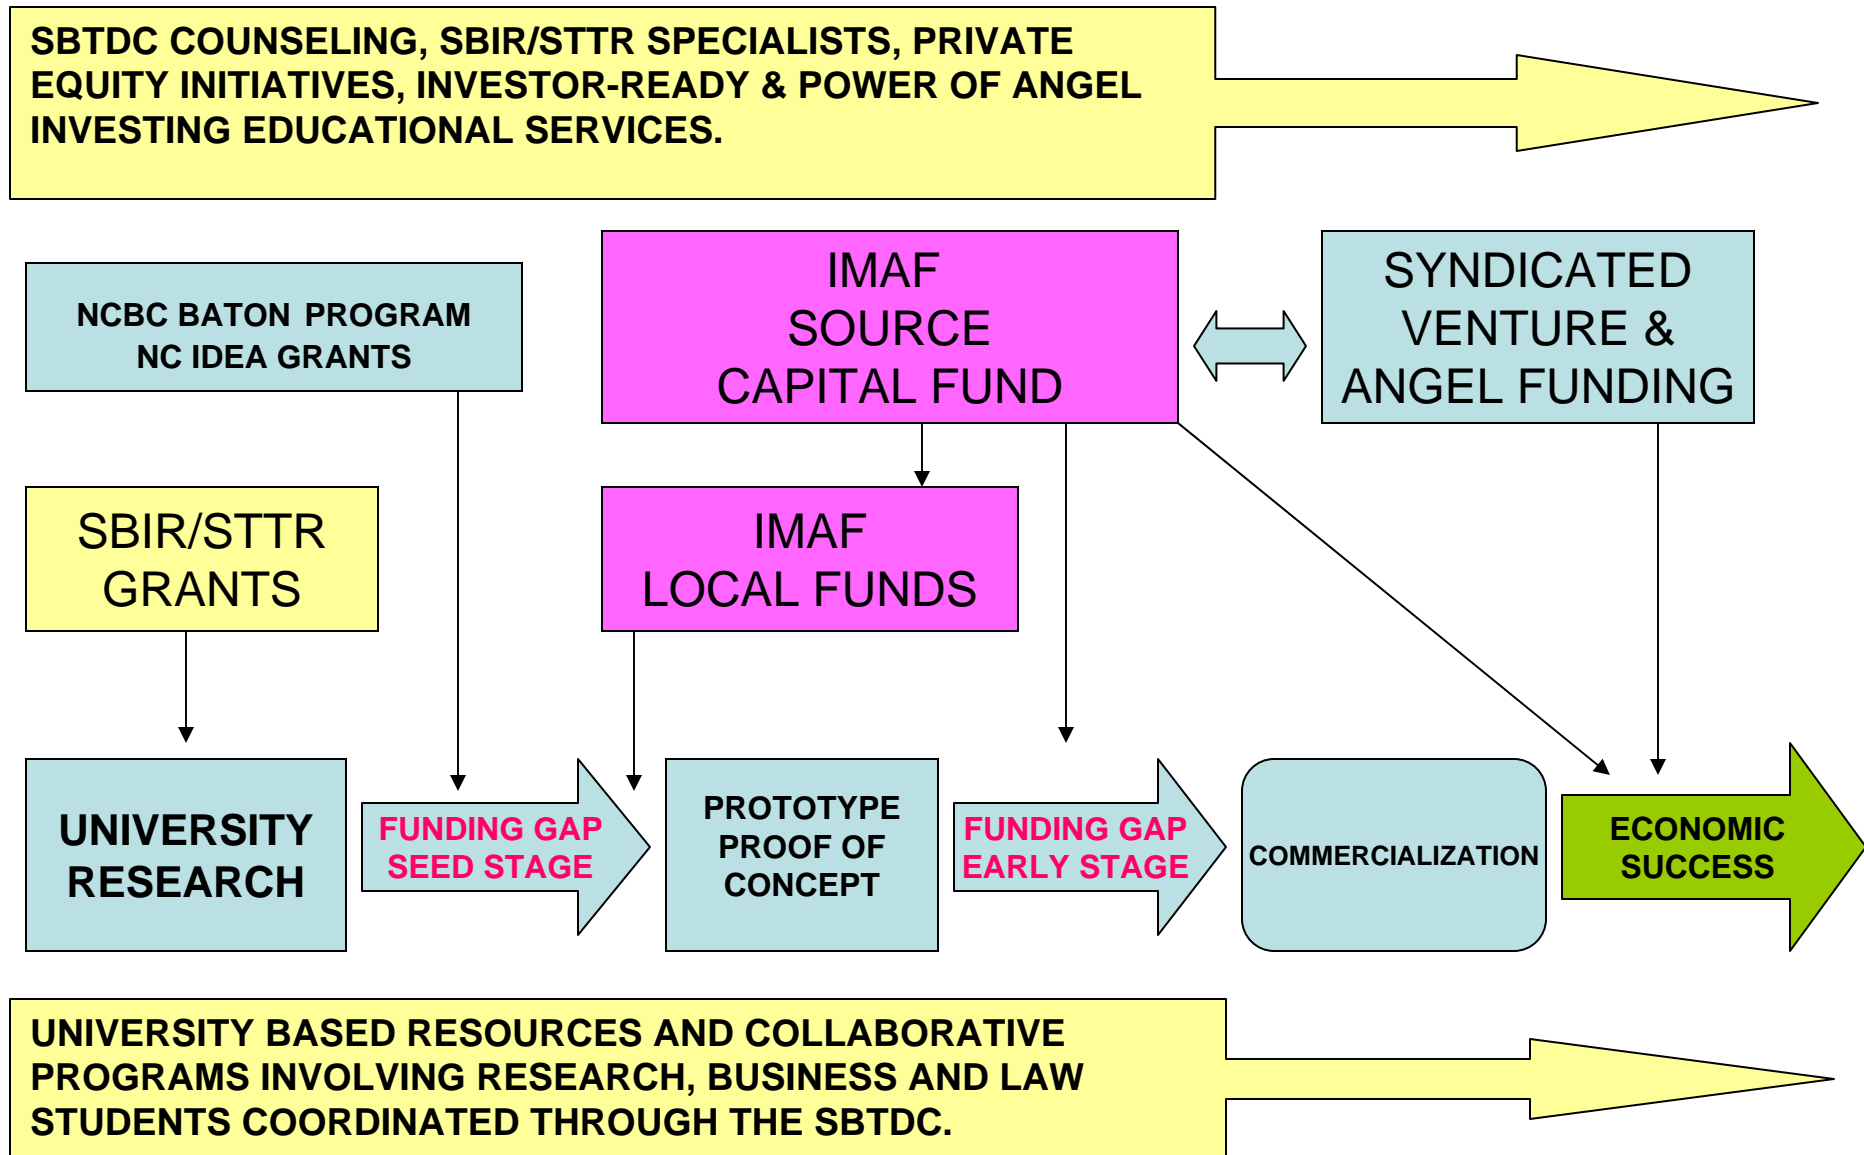 SBTDC COUNSELING, SBIR/STTR SPECIALISTS, PRIVATE
EQUITY INITIATIVES, INVESTOR-READY & POWER OF ANGEL
INVESTING EDUCATIONAL SERVICES.
NCBC BATON PROGRAM
NC IDEA GRANTS
IMAF
SOURCE
CAPITAL FUND
SYNDICATED
VENTURE &
ANGEL FUNDING
SBIR/STTR
GRANTS
IMAF
LOCAL FUNDS
UNIVERSITY
RESEARCH
FUNDING GAP
SEED STAGE
PROTOTYPE
PROOF OF
CONCEPT
FUNDING GAP
EARLY STAGE
COMMERCIALIZATION
ECONOMIC
SUCCESS
UNIVERSITY BASED RESOURCES AND COLLABORATIVE
PROGRAMS INVOLVING RESEARCH, BUSINESS AND LAW
STUDENTS COORDINATED THROUGH THE SBTDC.